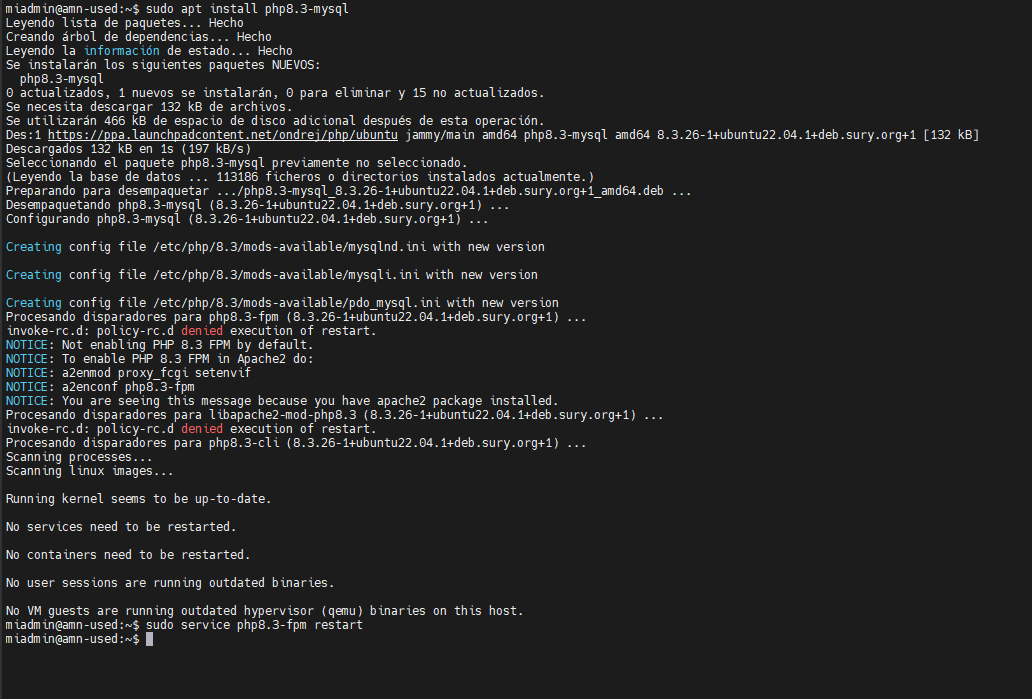 miadmin@amn-used:~$ sudo apt install php8.3-mysql
Leyendo lista de paquetes... Hecho
Creando árbol de dependencias... Hecho
Leyendo la información de estado... Hecho
Se instalarán los siguientes paquetes NUEVOS:
  php8.3-mysql
0 actualizados, 1 nuevos se instalarán, 0 para eliminar y 15 no actualizados.
Se necesita descargar 132 kB de archivos.
Se utilizarán 466 kB de espacio de disco adicional después de esta operación.
Des:1 https://ppa.launchpadcontent.net/ondrej/php/ubuntu jammy/main amd64 php8.3-mysql amd64 8.3.26-1+ubuntu22.04.1+deb.sury.org+1 [132 kB]
Descargados 132 kB en 1s (197 kB/s)
Seleccionando el paquete php8.3-mysql previamente no seleccionado.
(Leyendo la base de datos ... 113186 ficheros o directorios instalados actualmente.)
Preparando para desempaquetar .../php8.3-mysql_8.3.26-1+ubuntu22.04.1+deb.sury.org+1_amd64.deb ...
Desempaquetando php8.3-mysql (8.3.26-1+ubuntu22.04.1+deb.sury.org+1) ...
Configurando php8.3-mysql (8.3.26-1+ubuntu22.04.1+deb.sury.org+1) ...

Creating config file /etc/php/8.3/mods-available/mysqlnd.ini with new version

Creating config file /etc/php/8.3/mods-available/mysqli.ini with new version

Creating config file /etc/php/8.3/mods-available/pdo_mysql.ini with new version
Procesando disparadores para php8.3-fpm (8.3.26-1+ubuntu22.04.1+deb.sury.org+1) ...
invoke-rc.d: policy-rc.d denied execution of restart.
NOTICE: Not enabling PHP 8.3 FPM by default.
NOTICE: To enable PHP 8.3 FPM in Apache2 do:
NOTICE: a2enmod proxy_fcgi setenvif
NOTICE: a2enconf php8.3-fpm
NOTICE: You are seeing this message because you have apache2 package installed.
Procesando disparadores para libapache2-mod-php8.3 (8.3.26-1+ubuntu22.04.1+deb.sury.org+1) ...
invoke-rc.d: policy-rc.d denied execution of restart.
Procesando disparadores para php8.3-cli (8.3.26-1+ubuntu22.04.1+deb.sury.org+1) ...
Scanning processes...
Scanning linux images...

Running kernel seems to be up-to-date.

No services need to be restarted.

No containers need to be restarted.

No user sessions are running outdated binaries.

No VM guests are running outdated hypervisor (qemu) binaries on this host.
miadmin@amn-used:~$ sudo service php8.3-fpm restart
miadmin@amn-used:~$